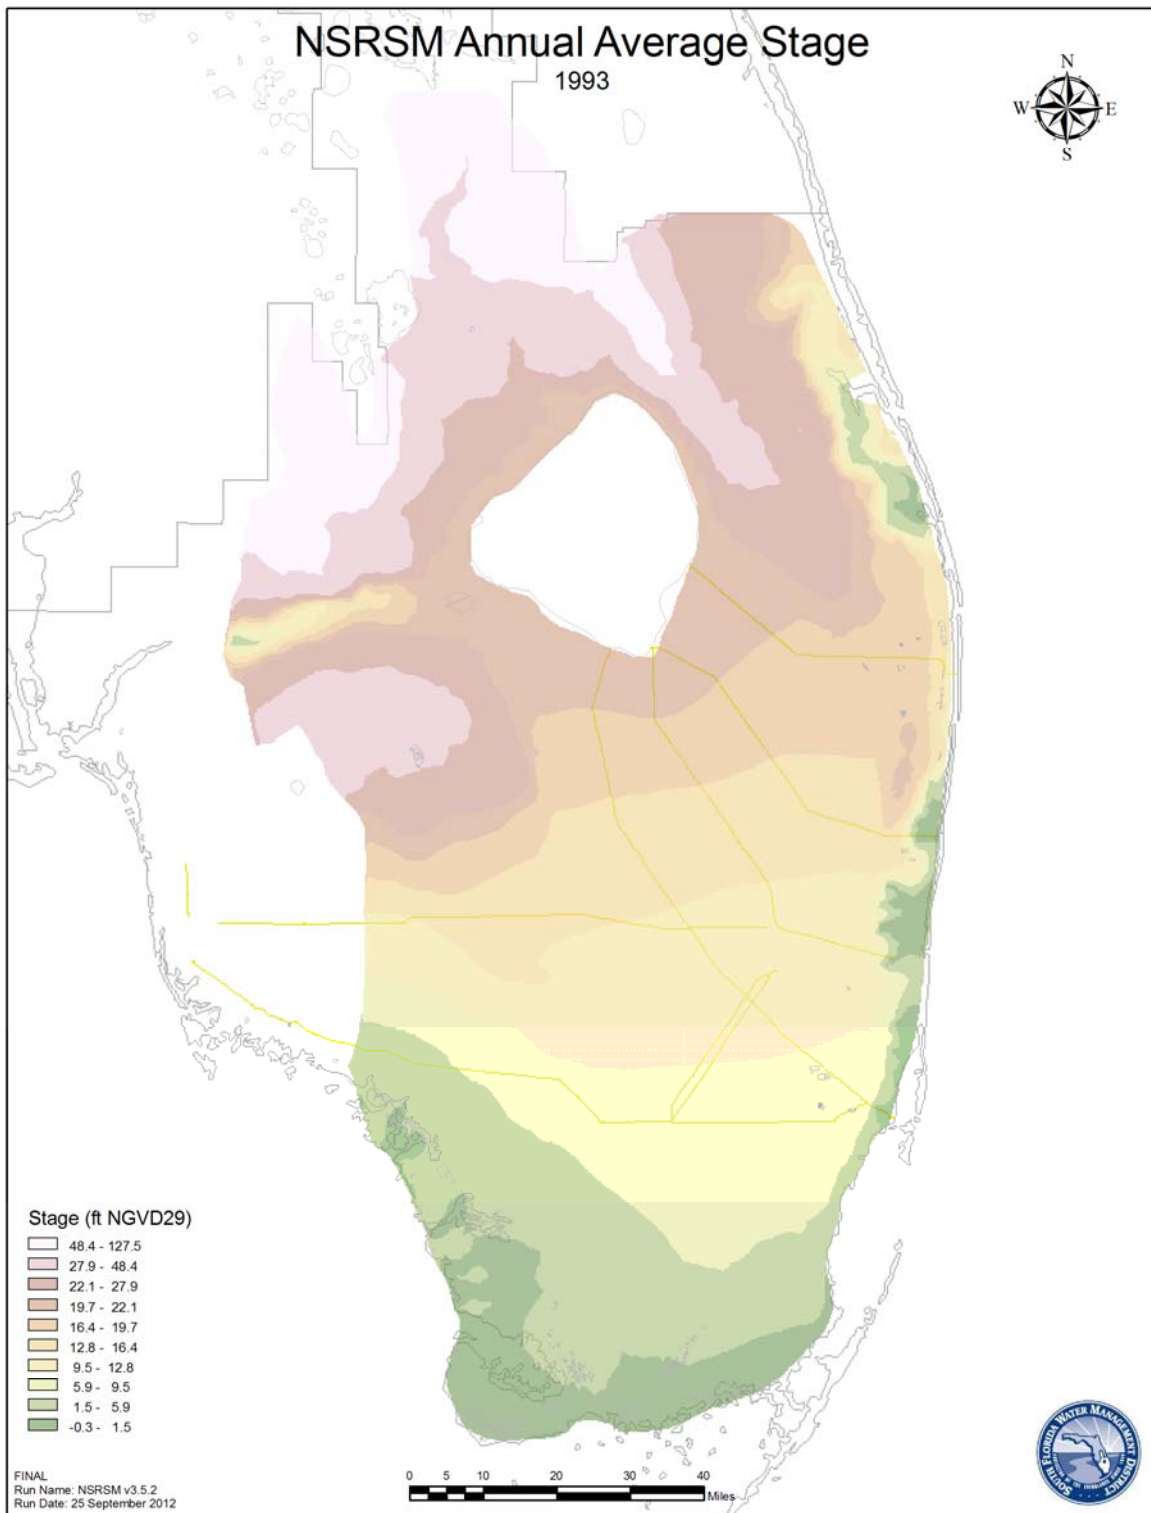 NSRSM Annual Average Stage
1993
N
W E
S
Stage (ft NGVD29)
48.4 - 127.5
27.9 - 48.4
22.1 - 27.9
19.7 - 22.1
16.4 - 19.7
12.8 - 16.4
9.5 - 12.8
5.9 - 9.5
1.5 - 5.9
-0.3 - 1.5
FINAL
Run Name: NSRSM v3.5.2
Run Date: 25 September 2012
0 5 10 20 30 40
Miles
SOUTH FLORIDA WATER MANAGEMENT DISTRICT